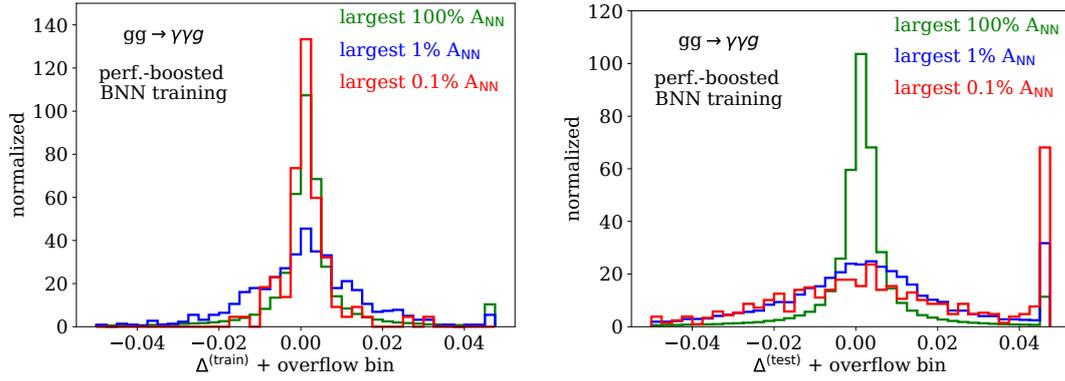 140
120
100
80
60
40
20
0
normalized
gg → γγg
perf.-boosted
BNN training
largest 100% A_NN
largest 1% A_NN
largest 0.1% A_NN
−0.04
−0.02
0.00
0.02
0.04
Δ^(train) + overflow bin
120
100
80
60
40
20
0
normalized
gg → γγg
perf.-boosted
BNN training
largest 100% A_NN
largest 1% A_NN
largest 0.1% A_NN
−0.04
−0.02
0.00
0.02
0.04
Δ^(test) + overflow bin